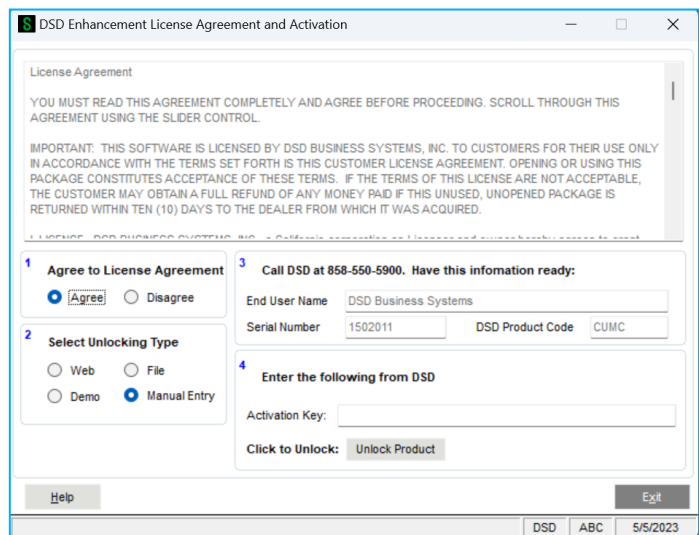 S DSD Enhancement License Agreement and Activation
License Agreement
YOU MUST READ THIS AGREEMENT COMPLETELY AND AGREE BEFORE PROCEEDING. SCROLL THROUGH THIS
AGREEMENT USING THE SLIDER CONTROL.
IMPORTANT: THIS SOFTWARE IS LICENSED BY DSD BUSINESS SYSTEMS, INC. TO CUSTOMERS FOR THEIR USE ONLY
IN ACCORDANCE WITH THE TERMS SET FORTH IS THIS CUSTOMER LICENSE AGREEMENT. OPENING OR USING THIS
PACKAGE CONSTITUTES ACCEPTANCE OF THESE TERMS. IF THE TERMS OF THIS LICENSE ARE NOT ACCEPTABLE,
THE CUSTOMER MAY OBTAIN A FULL REFUND OF ANY MONEY PAID IF THIS UNUSED, UNOPENED PACKAGE IS
RETURNED WITHIN TEN (10) DAYS TO THE DEALER FROM WHICH IT WAS ACQUIRED.
1 Agree to License Agreement
Agree Disagree
2 Select Unlocking Type
Web File
Demo Manual Entry
3 Call DSD at 858-550-5900. Have this infomation ready:
End User Name DSD Business Systems
Serial Number 1502011 DSD Product Code CUMC
4 Enter the following from DSD
Activation Key:
Click to Unlock: Unlock Product
Help Exit
DSD ABC 5/5/2023